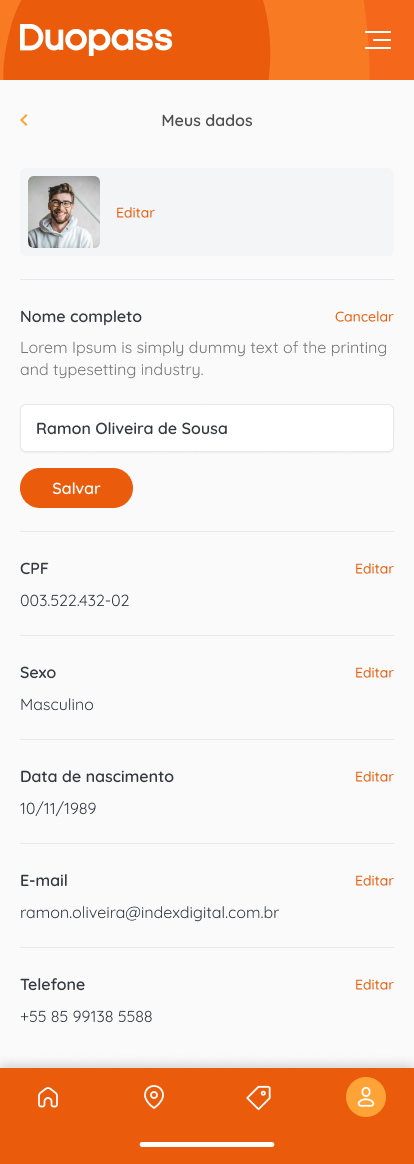 Duopass
Meus dados
Editar
Nome completo
Cancelar
Lorem Ipsum is simply dummy text of the printing
and typesetting industry.
Ramon Oliveira de Sousa
Salvar
CPF
Editar
003.522.432-02
Sexo
Editar
Masculino
Data de nascimento
Editar
10/11/1989
E-mail
Editar
ramon.oliveira@indexdigital.com.br
Telefone
Editar
+55 85 99138 5588